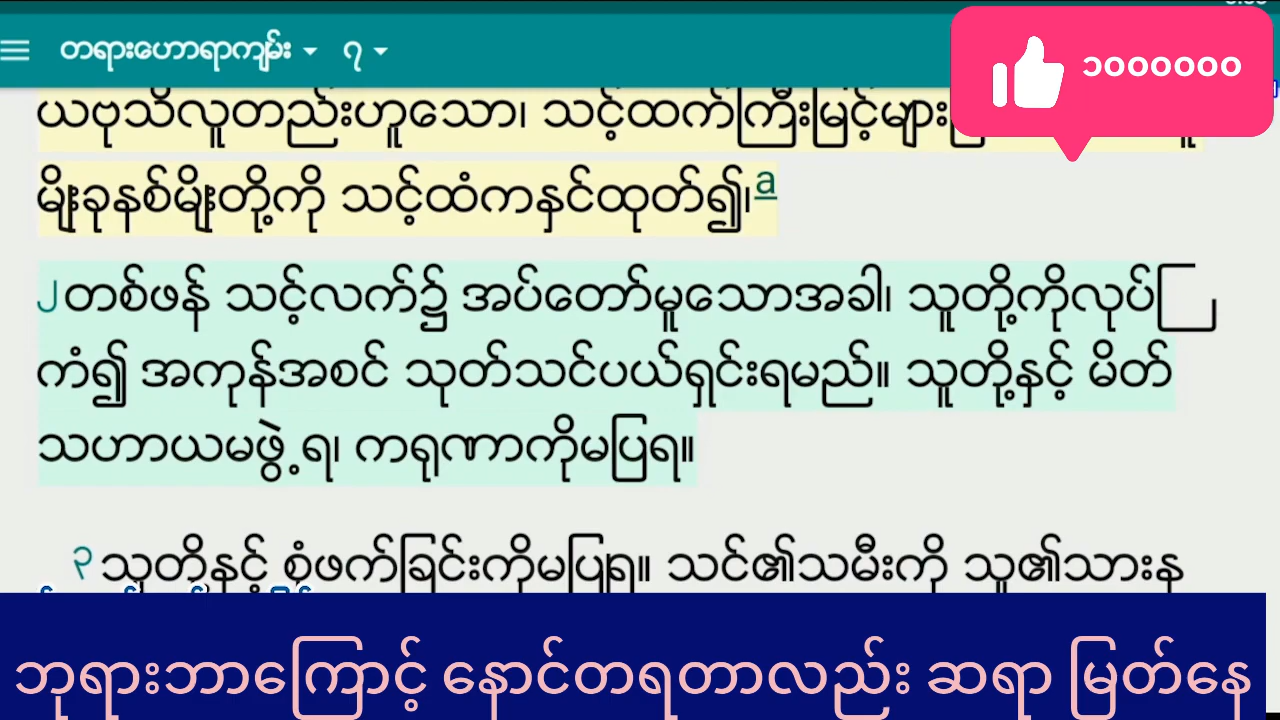 တရားဟောရာကျမ်း ၇
၁၀၀၀၀၀၀
ယဗုသိလူတည်းဟူသော၊ သင့်ထက်ကြီးမြင့်များ
မျိုးခုနစ်မျိုးတို့ကို သင့်ထံကနှင်ထုတ်၍၊a
၂တစ်ဖန် သင့်လက်၌ အပ်တော်မူသောအခါ၊ သူတို့ကိုလုပ်ြ
ကံ၍ အကုန်အစင် သုတ်သင်ပယ်ရှင်းရမည်။ သူတို့နှင့် မိတ်
သဟာယမဖွဲ့ရ၊ ကရုဏာကိုမပြရ။
၃သူတို့နှင့် စုံဖက်ခြင်းကိုမပြုရ။ သင်၏သမီးကို သူ၏သားန
ဘုရားဘာကြောင့် နောင်တရတာလည်း ဆရာ မြတ်နေ